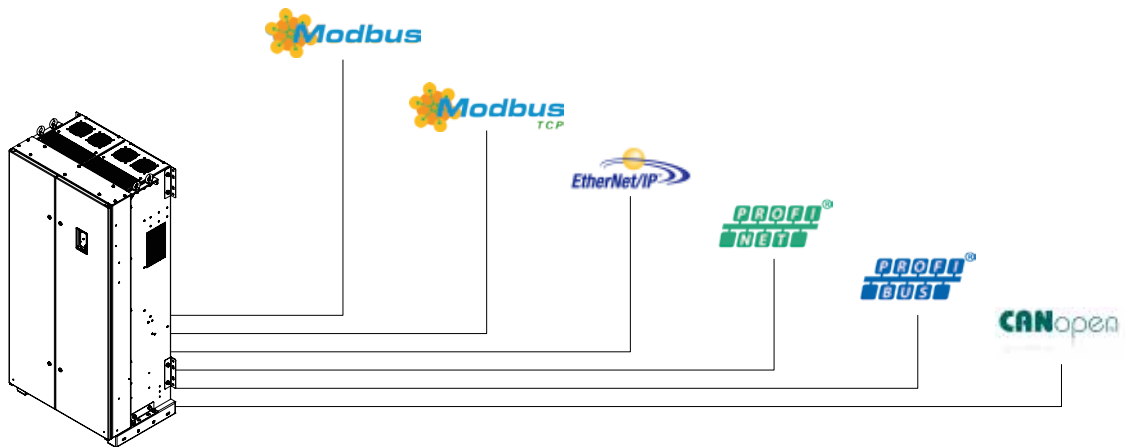 Modbus
Modbus
TCP
EtherNet/IP
PROFI®
NET
PROFI®
BUS
CANopen